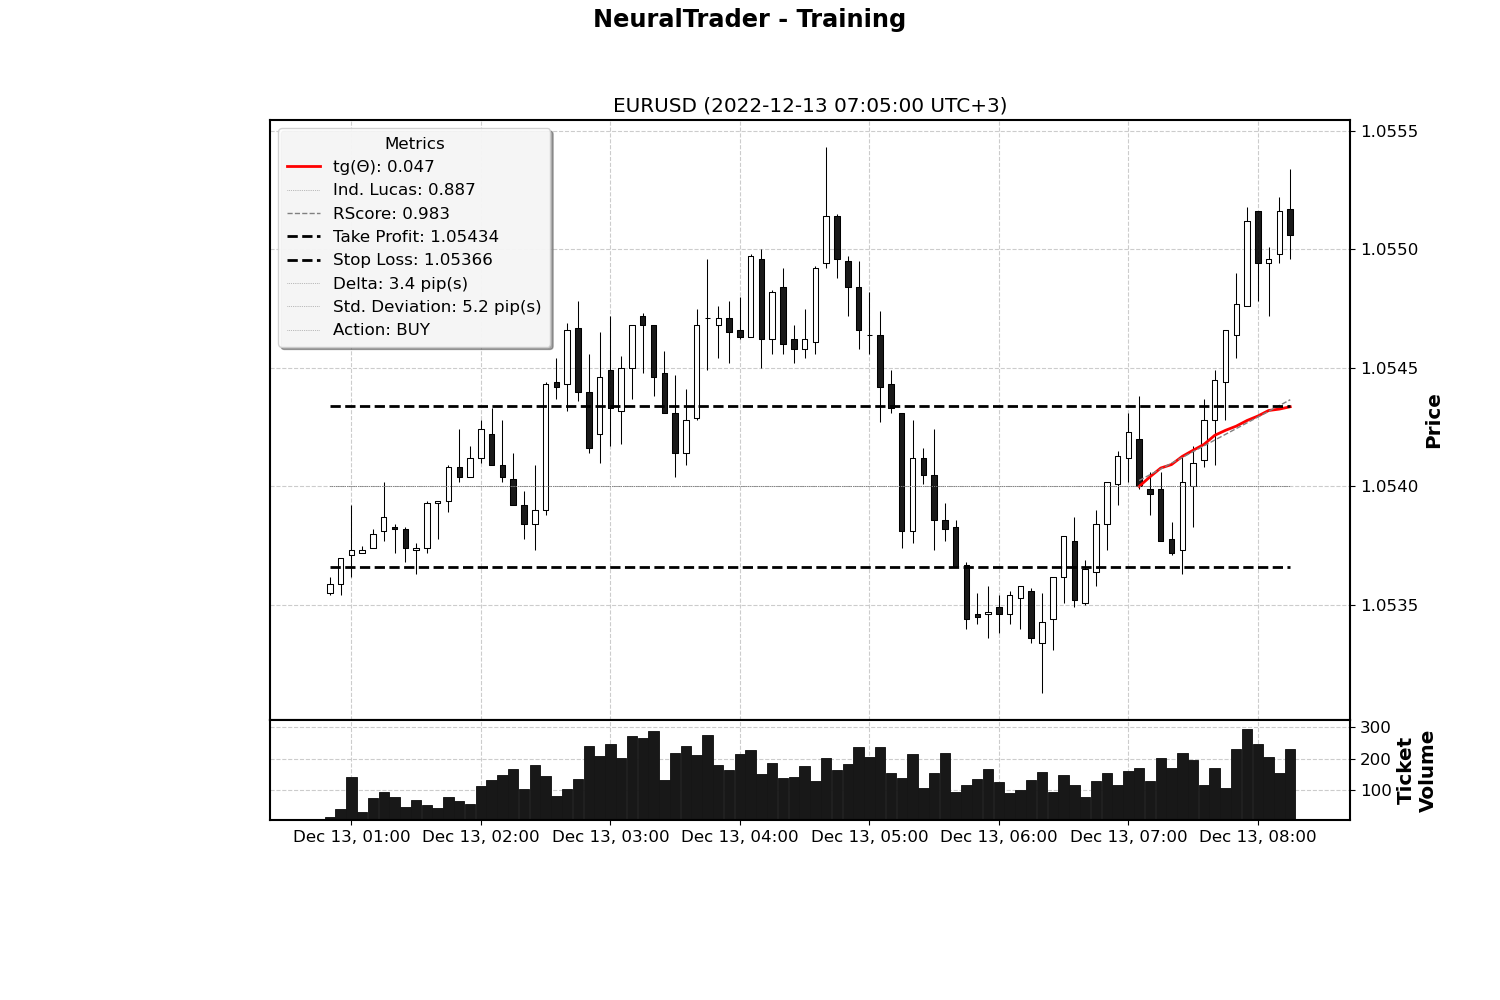 NeuralTrader - Training
EURUSD (2022-12-13 07:05:00 UTC+3)
Metrics
tg(Θ): 0.047
Ind. Lucas: 0.887
RScore: 0.983
Take Profit: 1.05434
Stop Loss: 1.05366
Delta: 3.4 pip(s)
Std. Deviation: 5.2 pip(s)
Action: BUY
1.0555
1.0550
1.0545
1.0540
1.0535
Price
300
200
100
Ticket
Volume
Dec 13, 01:00
Dec 13, 02:00
Dec 13, 03:00
Dec 13, 04:00
Dec 13, 05:00
Dec 13, 06:00
Dec 13, 07:00
Dec 13, 08:00